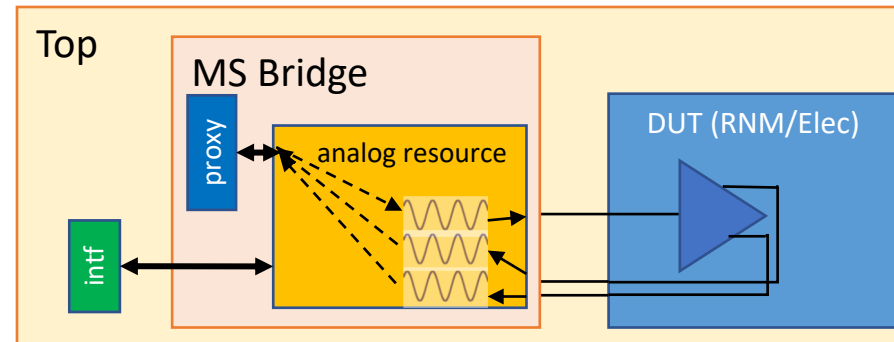 Top
MS Bridge
proxy
analog resource
intf
DUT (RNM/Elec)